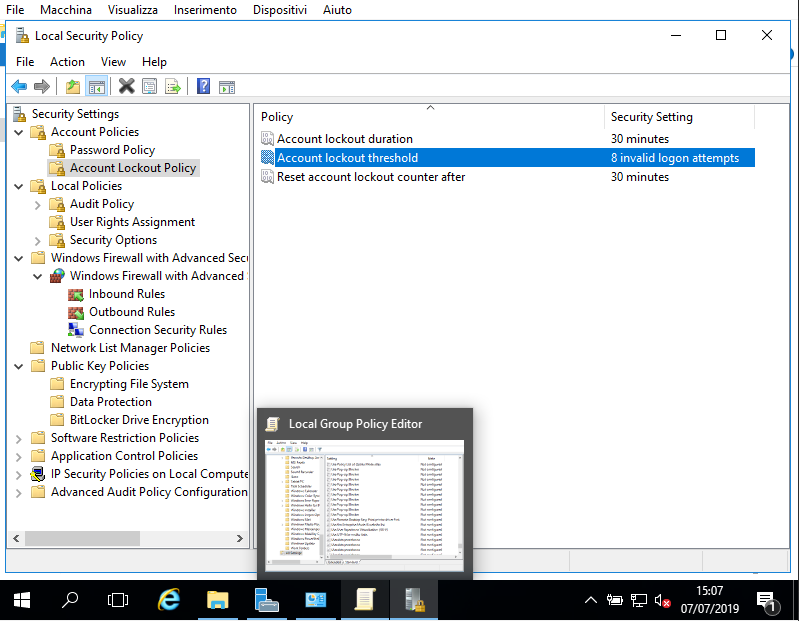 File Macchina Visualizza Inserimento Dispositivi Aiuto
Local Security Policy
File Action View Help
Security Settings
Account Policies
Password Policy
Account Lockout Policy
Local Policies
Audit Policy
User Rights Assignment
Security Options
Windows Firewall with Advanced Secu
Windows Firewall with Advanced
Inbound Rules
Outbound Rules
Connection Security Rules
Network List Manager Policies
Public Key Policies
Encrypting File System
Data Protection
BitLocker Drive Encryption
Software Restriction Policies
Application Control Policies
IP Security Policies on Local Compute
Advanced Audit Policy Configuration
Policy Security Setting
Account lockout duration 30 minutes
Account lockout threshold 8 invalid logon attempts
Reset account lockout counter after 30 minutes
Local Group Policy Editor
15:07
07/07/2019
1